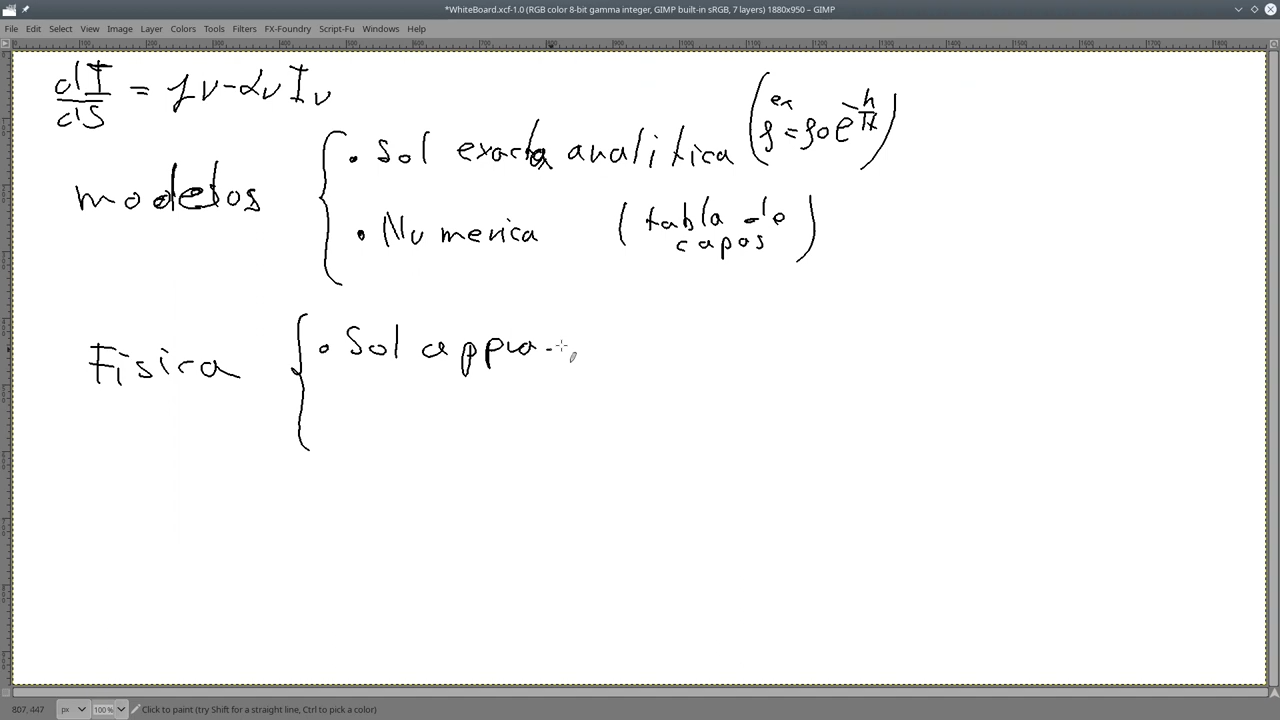 *WhiteBoard.xcf-1.0 (RGB color 8-bit gamma integer, GIMP built-in sRGB, 7 layers) 1880x950 – GIMP
File Edit Select View Image Layer Colors Tools Filters FX-Foundry Script-Fu Windows Help
dI/dS = jν - αν Iν
modelos
• Sol exacta analitica (ex ρ = ρo e^(-h/H))
• Numerica (tabla de capas)
Fisica
• Sol appro
807, 447 px 100 % Click to paint (try Shift for a straight line, Ctrl to pick a color)